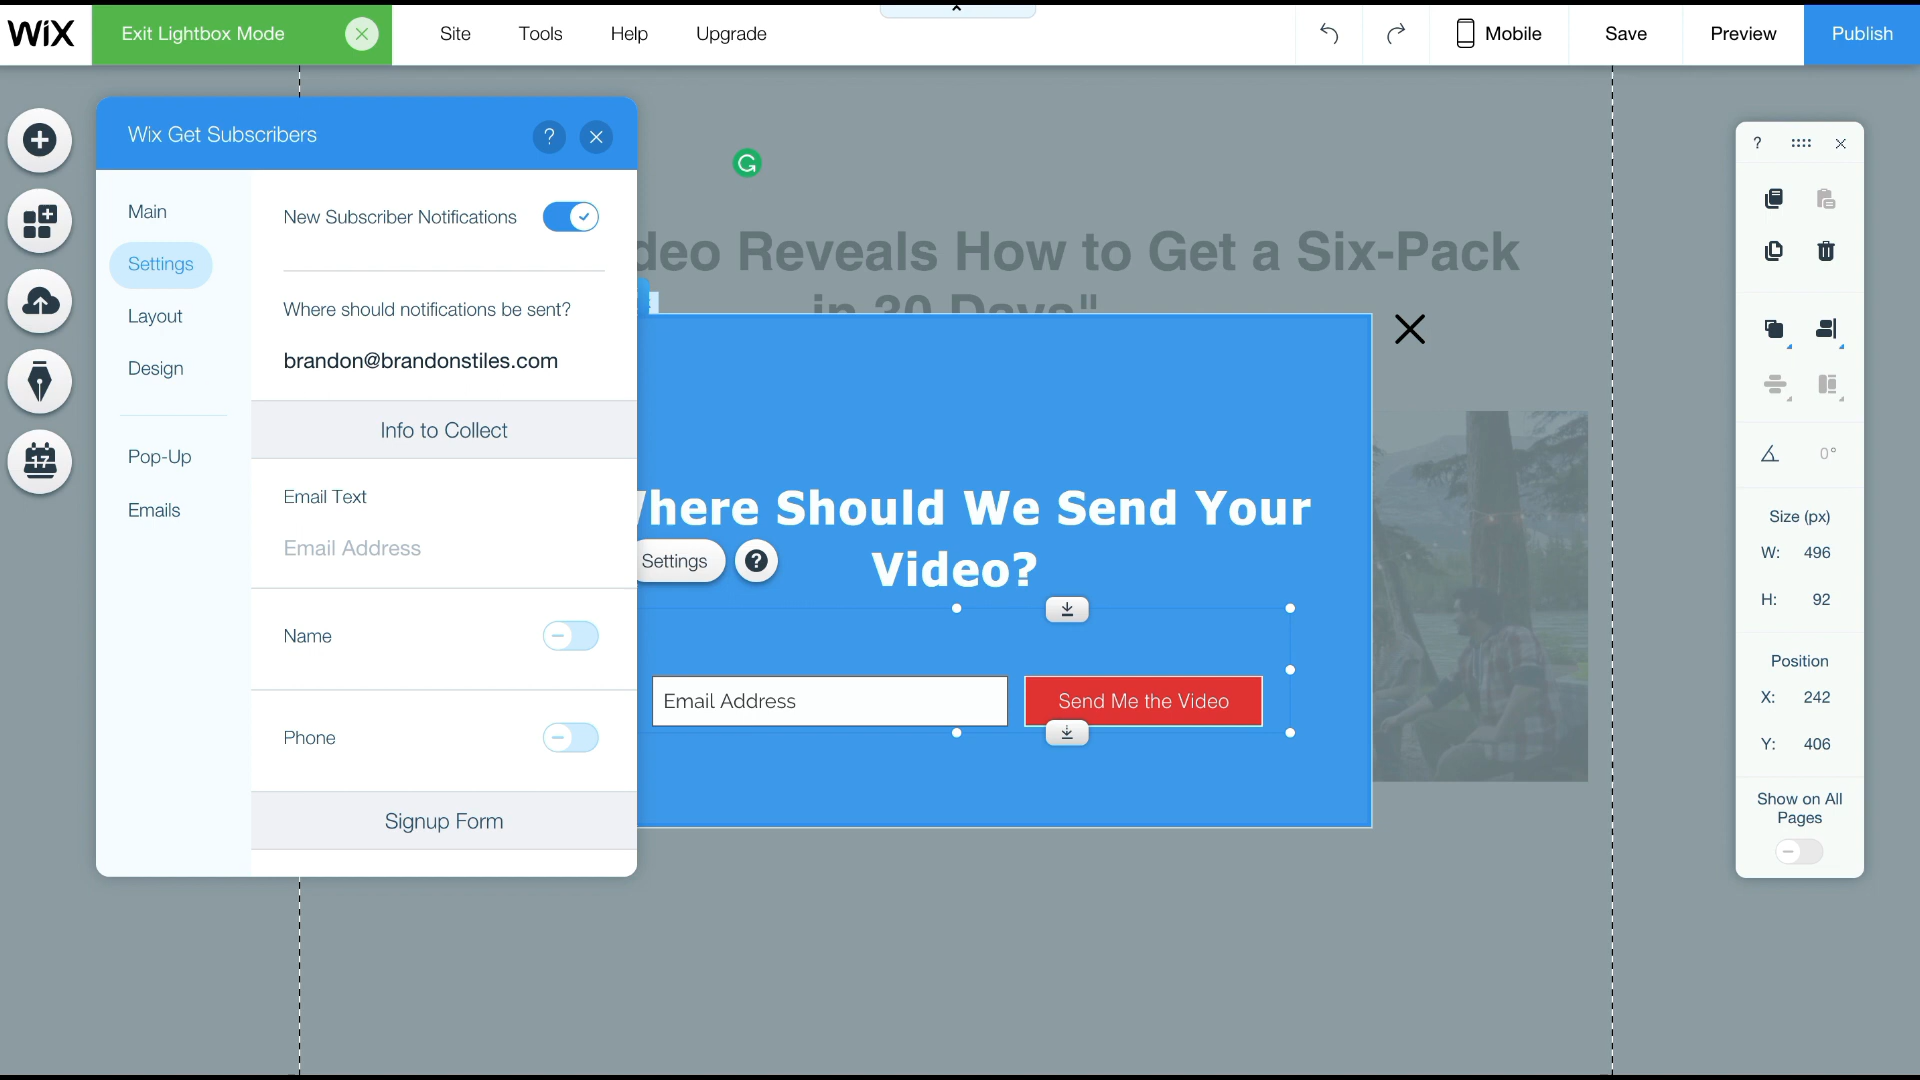 WiX
Exit Lightbox Mode
Site
Tools
Help
Upgrade
Mobile
Save
Preview
Publish
Wix Get Subscribers
?
Main
Settings
Layout
Design
Pop-Up
Emails
New Subscriber Notifications
Where should notifications be sent?
brandon@brandonstiles.com
Info to Collect
Email Text
Email Address
Name
Phone
Signup Form
deo Reveals How to Get a Six-Pack
in 30 Days"
here Should We Send Your
Video?
Settings
?
Email Address
Send Me the Video
17
?
0°
Size (px)
W: 496
H: 92
Position
X: 242
Y: 406
Show on All
Pages